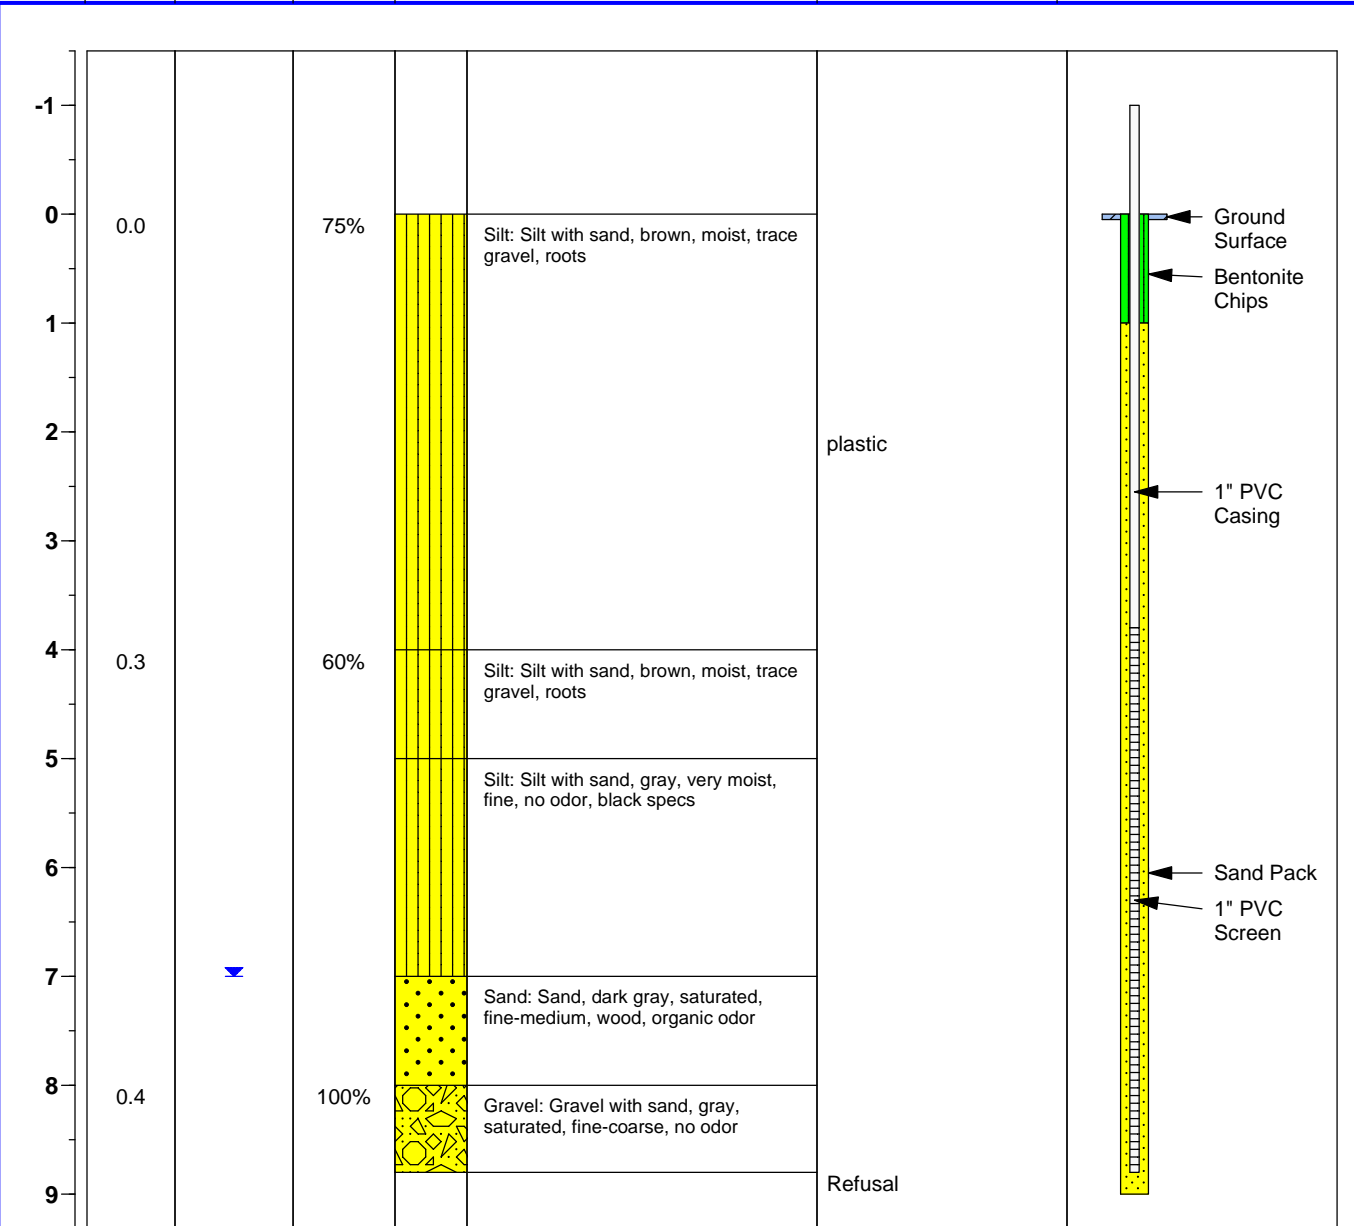 -1
0
0.0
75%
Silt: Silt with sand, brown, moist, trace
gravel, roots
Ground
Surface
Bentonite
Chips
1
2
plastic
1" PVC
Casing
3
4
0.3
60%
Silt: Silt with sand, brown, moist, trace
gravel, roots
5
Silt: Silt with sand, gray, very moist,
fine, no odor, black specs
6
Sand Pack
1" PVC
Screen
7
Sand: Sand, dark gray, saturated,
fine-medium, wood, organic odor
8
0.4
100%
Gravel: Gravel with sand, gray,
saturated, fine-coarse, no odor
Refusal
9